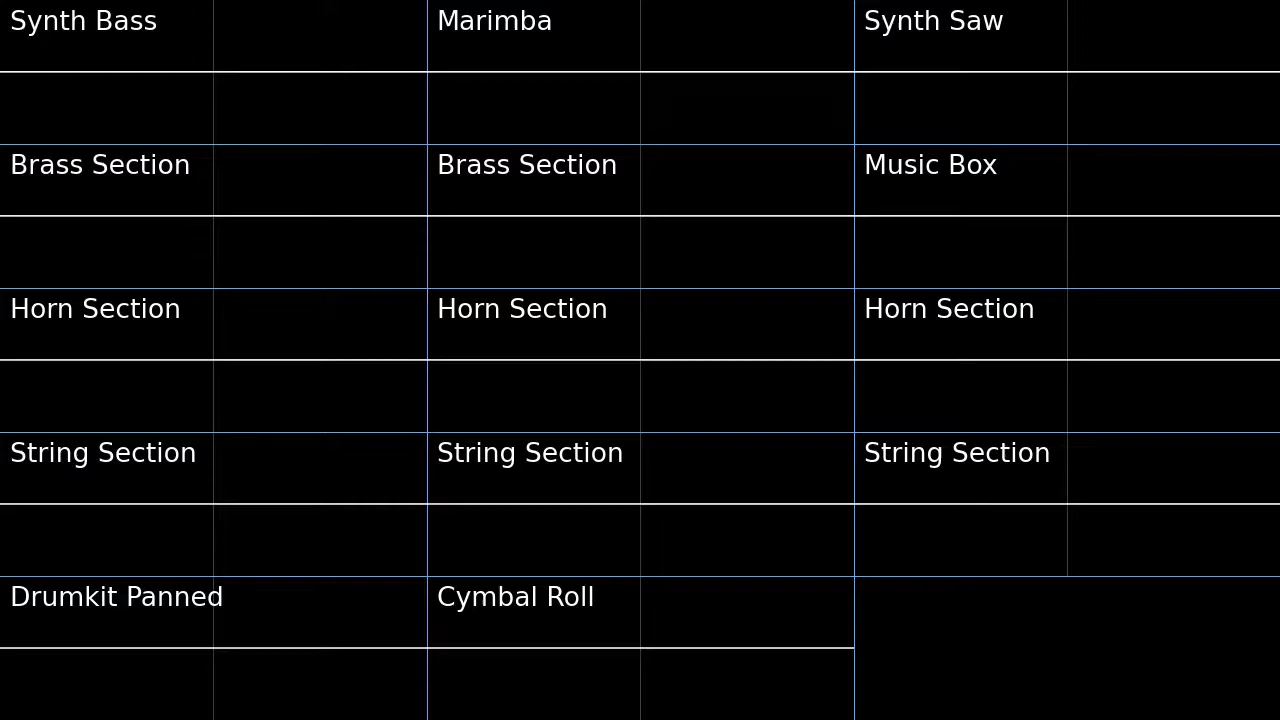 Synth Bass
Marimba
Synth Saw
Brass Section
Brass Section
Music Box
Horn Section
Horn Section
Horn Section
String Section
String Section
String Section
Drumkit Panned
Cymbal Roll